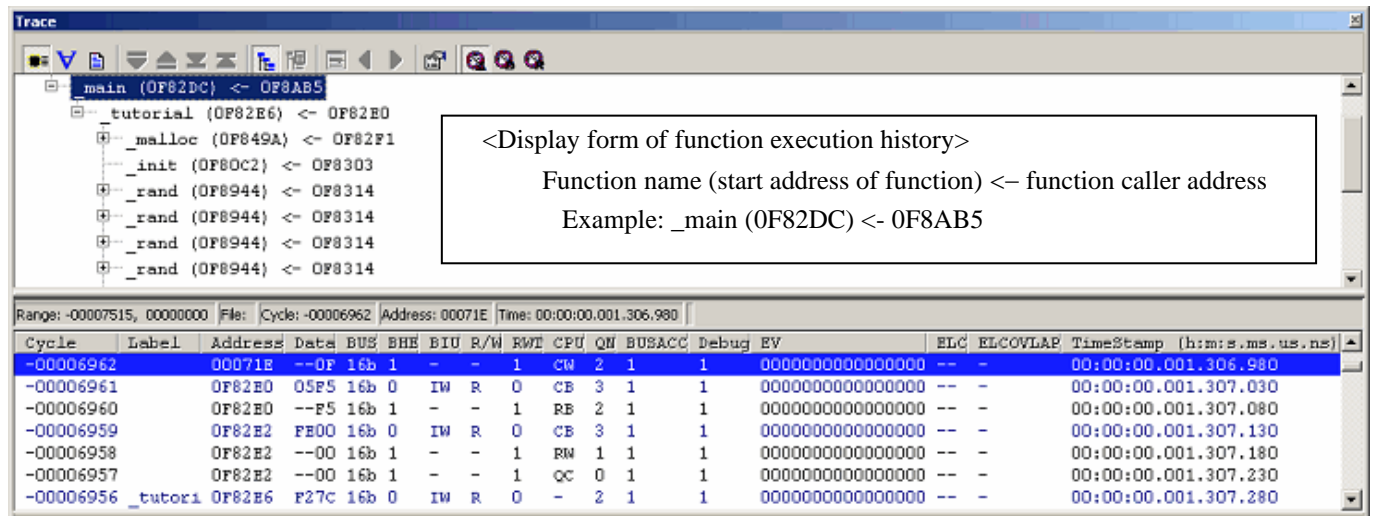 Trace
_main (0F82DC) <- 0F8AB5
_tutorial (0F82E6) <- 0F82E0
_malloc (0F849A) <- 0F82F1
_init (0F80C2) <- 0F8303
_rand (0F8944) <- 0F8314
_rand (0F8944) <- 0F8314
_rand (0F8944) <- 0F8314
_rand (0F8944) <- 0F8314
<Display form of function execution history>
Function name (start address of function) <– function caller address
Example: _main (0F82DC) <- 0F8AB5
Range: -00007515, 00000000 File: Cycle: -00006962 Address: 00071E Time: 00:00:00.001.306.980
Cycle Label Address Data BUS BHE BIU R/W RWT CPU QN BUSACC Debug EV ELC ELCOVLAP TimeStamp (h:m:s.ms.us.ns)
-00006962 00071E --0F 16b 1 - - 1 CW 2 1 1 0000000000000000 -- - 00:00:00.001.306.980
-00006961 0F82E0 05F5 16b 0 IW R 0 CB 3 1 1 0000000000000000 -- - 00:00:00.001.307.030
-00006960 0F82E0 --F5 16b 1 - - 1 RB 2 1 1 0000000000000000 -- - 00:00:00.001.307.080
-00006959 0F82E2 FE00 16b 0 IW R 0 CB 3 1 1 0000000000000000 -- - 00:00:00.001.307.130
-00006958 0F82E2 --00 16b 1 - - 1 RW 1 1 1 0000000000000000 -- - 00:00:00.001.307.180
-00006957 0F82E2 --00 16b 1 - - 1 QC 0 1 1 0000000000000000 -- - 00:00:00.001.307.230
-00006956 _tutori 0F82E6 F27C 16b 0 IW R 0 - 2 1 1 0000000000000000 -- - 00:00:00.001.307.280